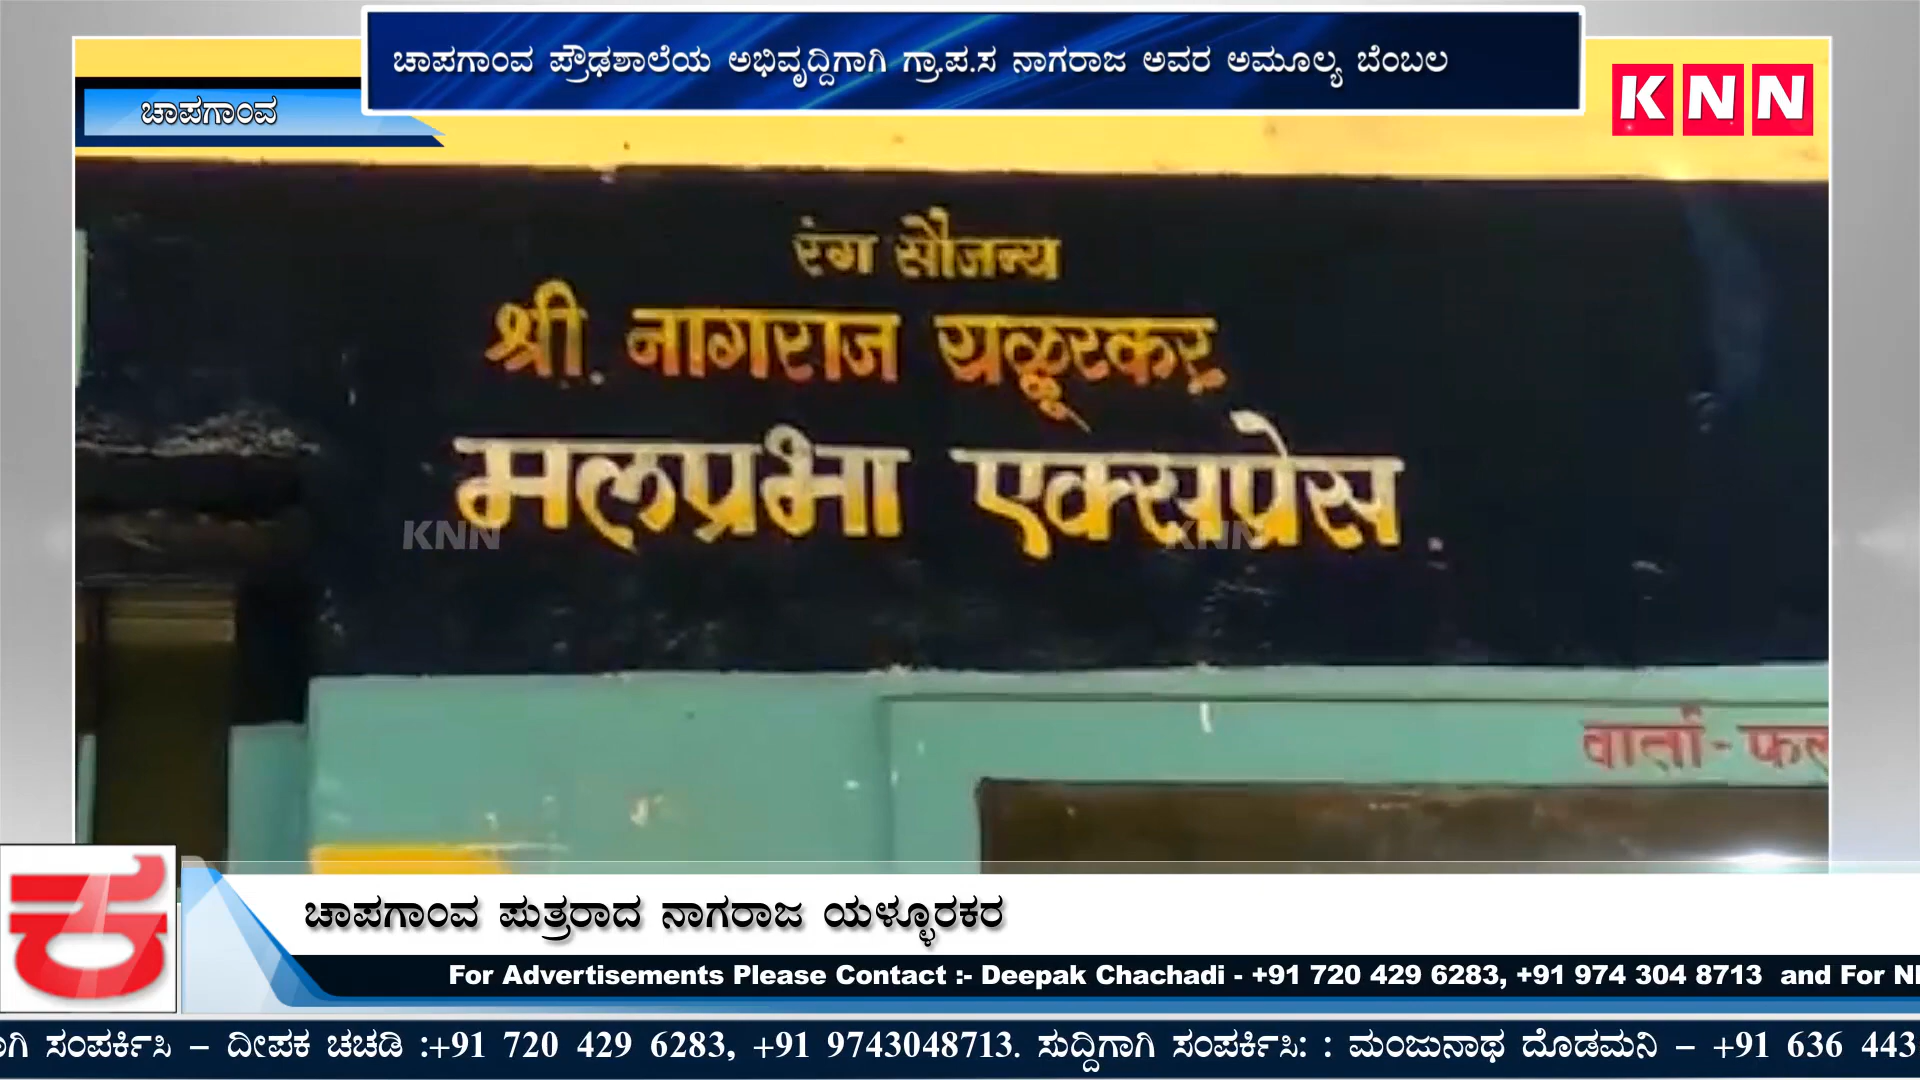 ಚಾಪಗಾಂವ ಪ್ರೌಢಶಾಲೆಯ ಅಭಿವೃದ್ದಿಗಾಗಿ ಗ್ರಾ.ಪ.ಸ ನಾಗರಾಜ ಅವರ ಅಮೂಲ್ಯ ಬೆಂಬಲ
ಚಾಪಗಾಂವ
KNN
रंग सौजन्य
श्री. नागराज यळ्ळूरकर
मलप्रभा एक्सप्रेस.
KNN KNN
वार्ता-फल
ಚಾಪಗಾಂವ ಪುತ್ರರಾದ ನಾಗರಾಜ ಯಳ್ಳೂರಕರ
ಕ
For Advertisements Please Contact :- Deepak Chachadi - +91 720 429 6283, +91 974 304 8713 and For N
ಗಿ ಸಂಪರ್ಕಿಸಿ – ದೀಪಕ ಚಚಡಿ :+91 720 429 6283, +91 9743048713. ಸುದ್ದಿಗಾಗಿ ಸಂಪರ್ಕಿಸಿ: : ಮಂಜುನಾಥ ದೊಡಮನಿ – +91 636 443